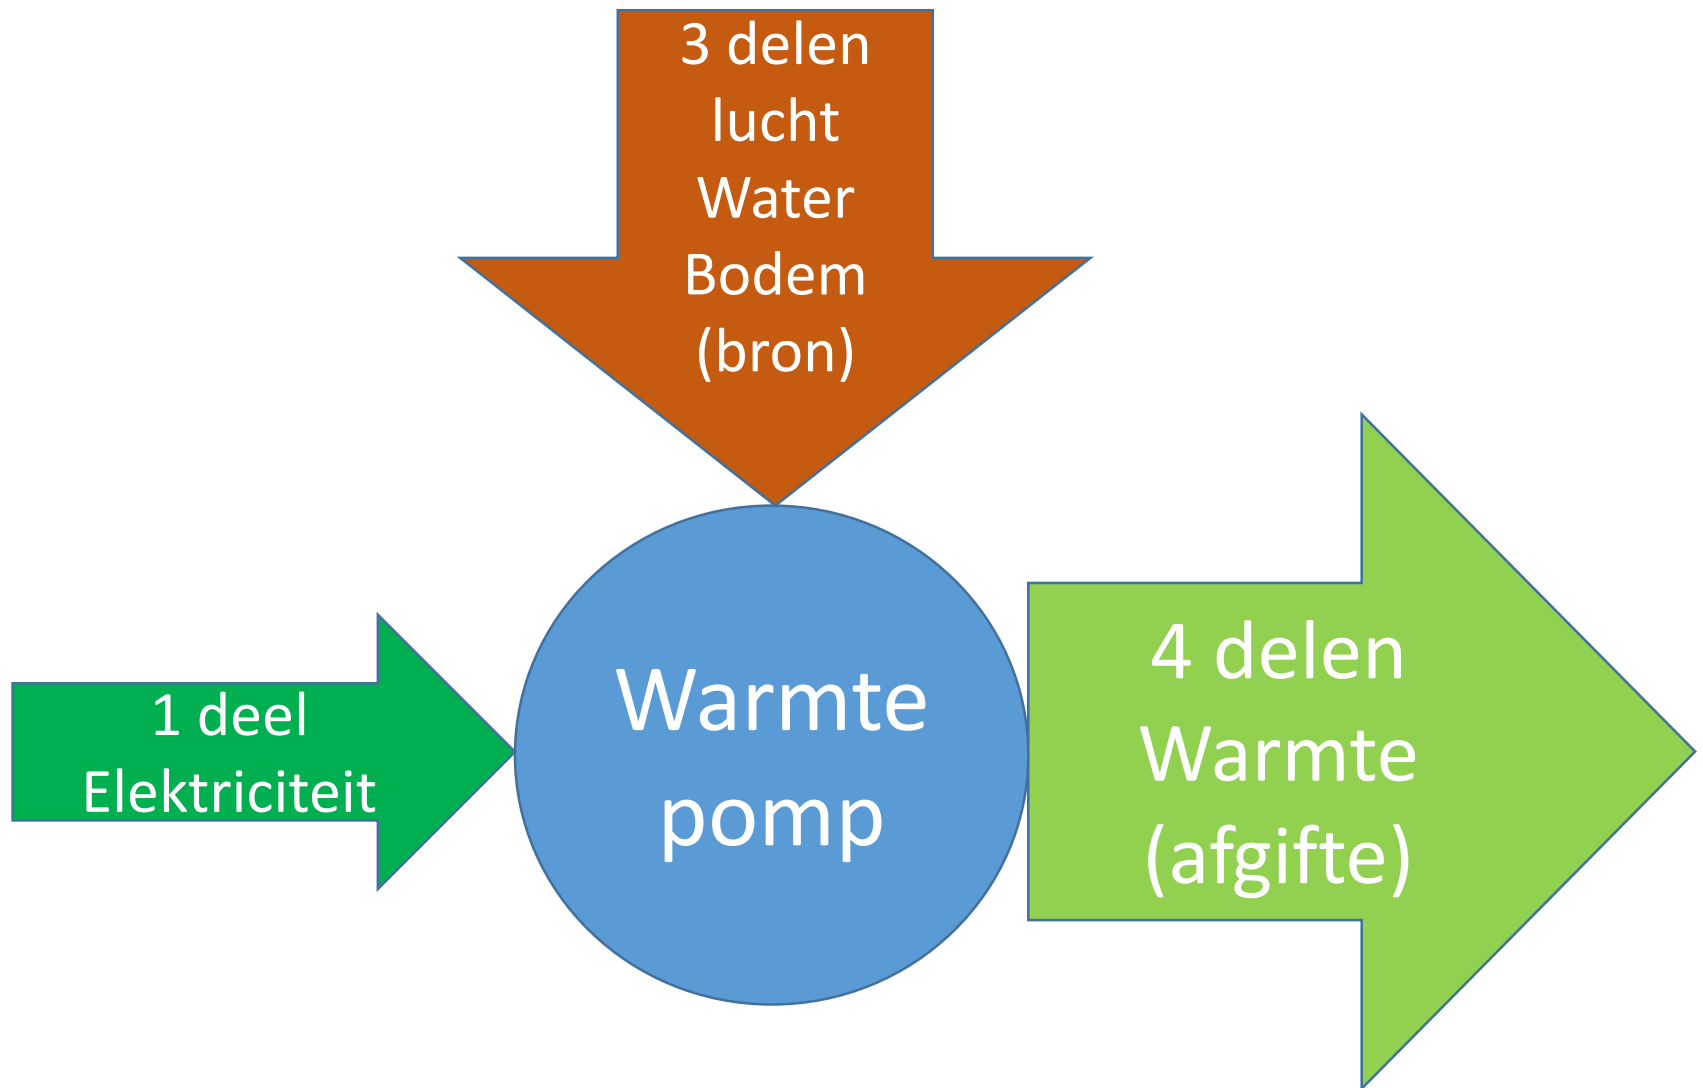 3 delen
lucht
Water
Bodem
(bron)
1 deel
Elektriciteit
Warmte
pomp
4 delen
Warmte
(afgifte)